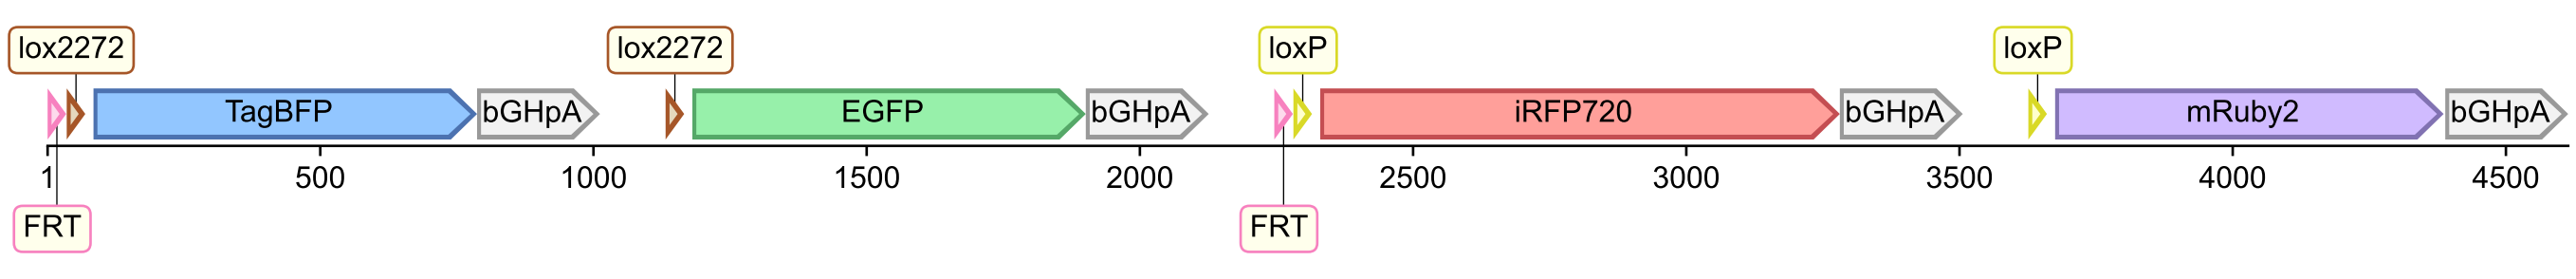 lox2272
lox2272
loxP
loxP
TagBFP
bGHpA
EGFP
bGHpA
iRFP720
bGHpA
mRuby2
bGHpA
1
500
1000
1500
2000
2500
3000
3500
4000
4500
FRT
FRT